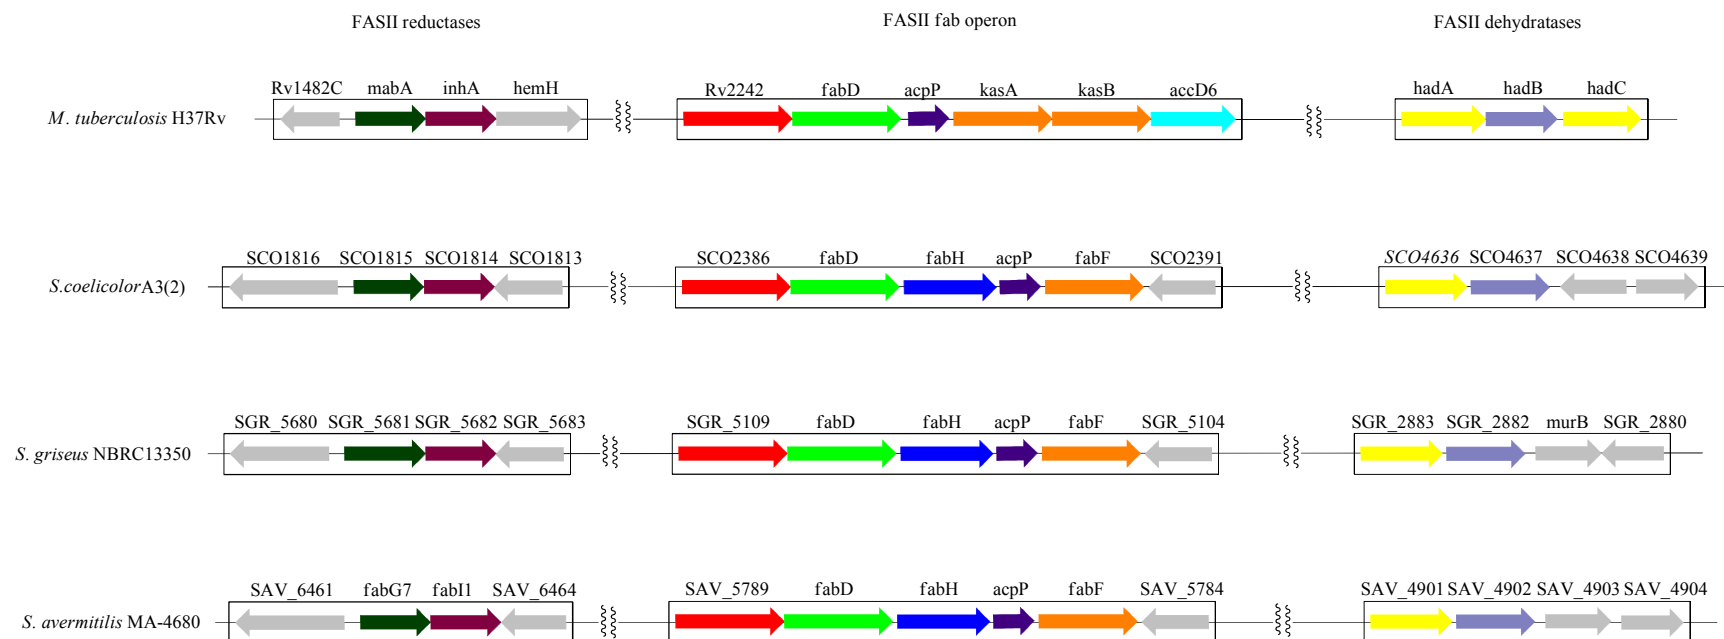 FASII reductases FASII fab operon FASII dehydratases
Rv1482C mabA inhA hemH Rv2242 fabD acpP kasA kasB accD6 hadA hadB hadC
M. tuberculosis H37Rv
SCO1816 SCO1815 SCO1814 SCO1813 SCO2386 fabD fabH acpP fabF SCO2391 SCO4636 SCO4637 SCO4638 SCO4639
S.coelicolorA3(2)
SGR_5680 SGR_5681 SGR_5682 SGR_5683 SGR_5109 fabD fabH acpP fabF SGR_5104 SGR_2883 SGR_2882 murB SGR_2880
S. griseus NBRC13350
SAV_6461 fabG7 fabI1 SAV_6464 SAV_5789 fabD fabH acpP fabF SAV_5784 SAV_4901 SAV_4902 SAV_4903 SAV_4904
S. avermitilis MA-4680